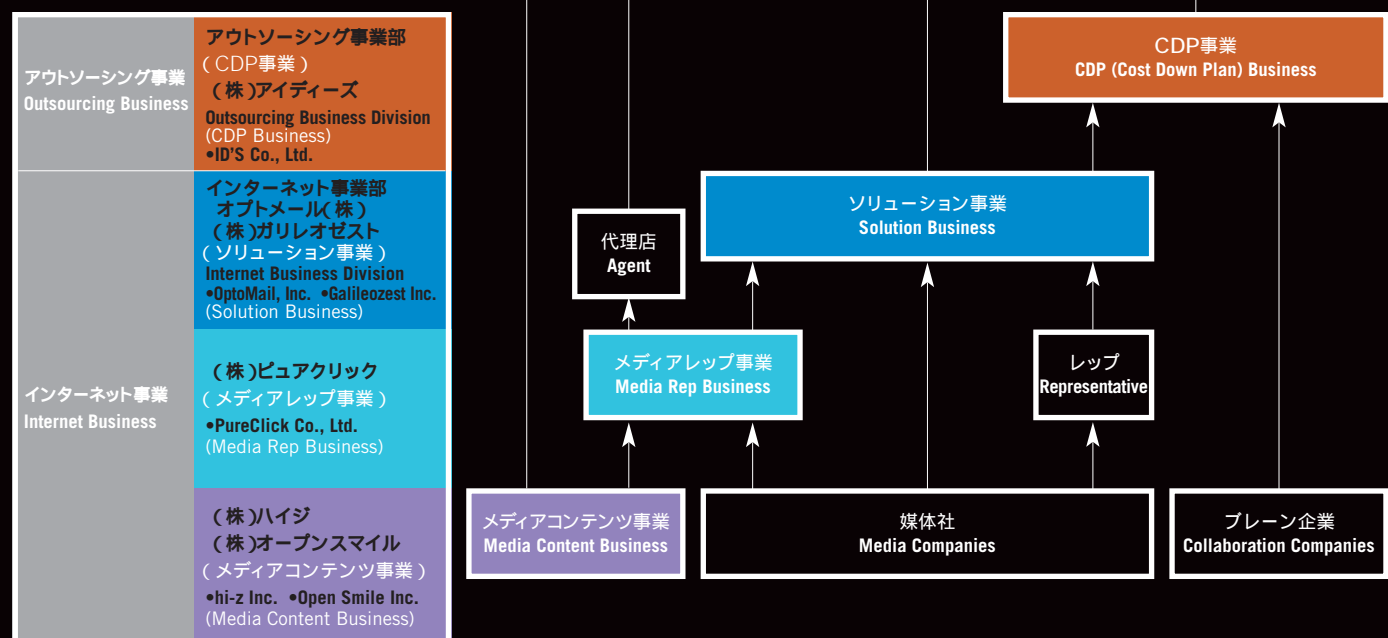 アウトソーシング事業
Outsourcing Business
アウトソーシング事業部
(CDP事業)
(株)アイディーズ
Outsourcing Business Division
(CDP Business)
•ID'S Co., Ltd.
インターネット事業
Internet Business
インターネット事業部
オプトメール(株)
(株)ガリレオゼスト
(ソリューション事業)
Internet Business Division
•OptoMail, Inc. •Galileozest Inc.
(Solution Business)
(株)ピュアクリック
(メディアレップ事業)
•PureClick Co., Ltd.
(Media Rep Business)
(株)ハイジ
(株)オープンスマイル
(メディアコンテンツ事業)
•hi-z Inc. •Open Smile Inc.
(Media Content Business)
CDP事業
CDP (Cost Down Plan) Business
ソリューション事業
Solution Business
代理店
Agent
メディアレップ事業
Media Rep Business
レップ
Representative
メディアコンテンツ事業
Media Content Business
媒体社
Media Companies
ブレーン企業
Collaboration Companies